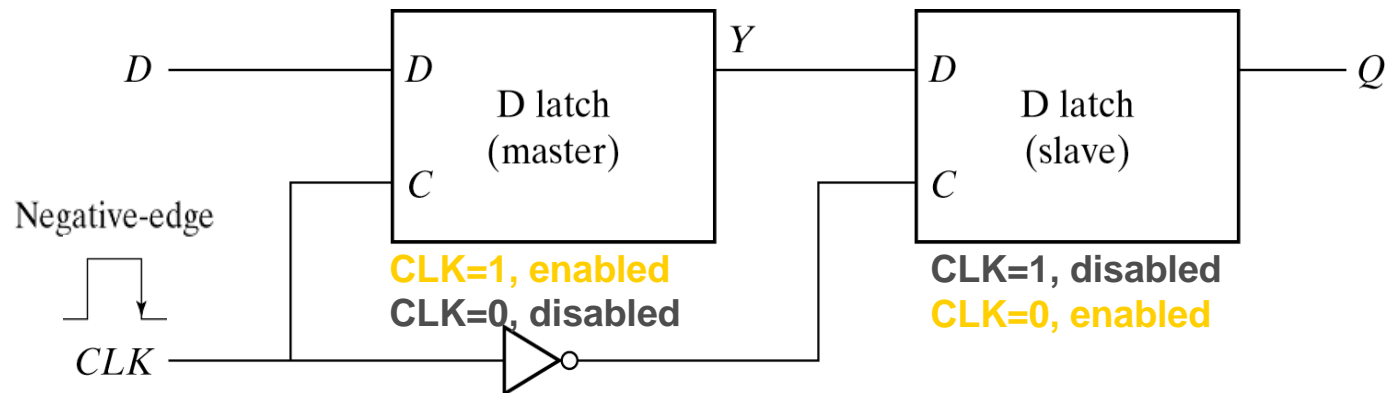 D
D
D latch
(master)
C
Y
D
D latch
(slave)
C
Q
Negative-edge
CLK
CLK=1, enabled
CLK=0, disabled
CLK=1, disabled
CLK=0, enabled